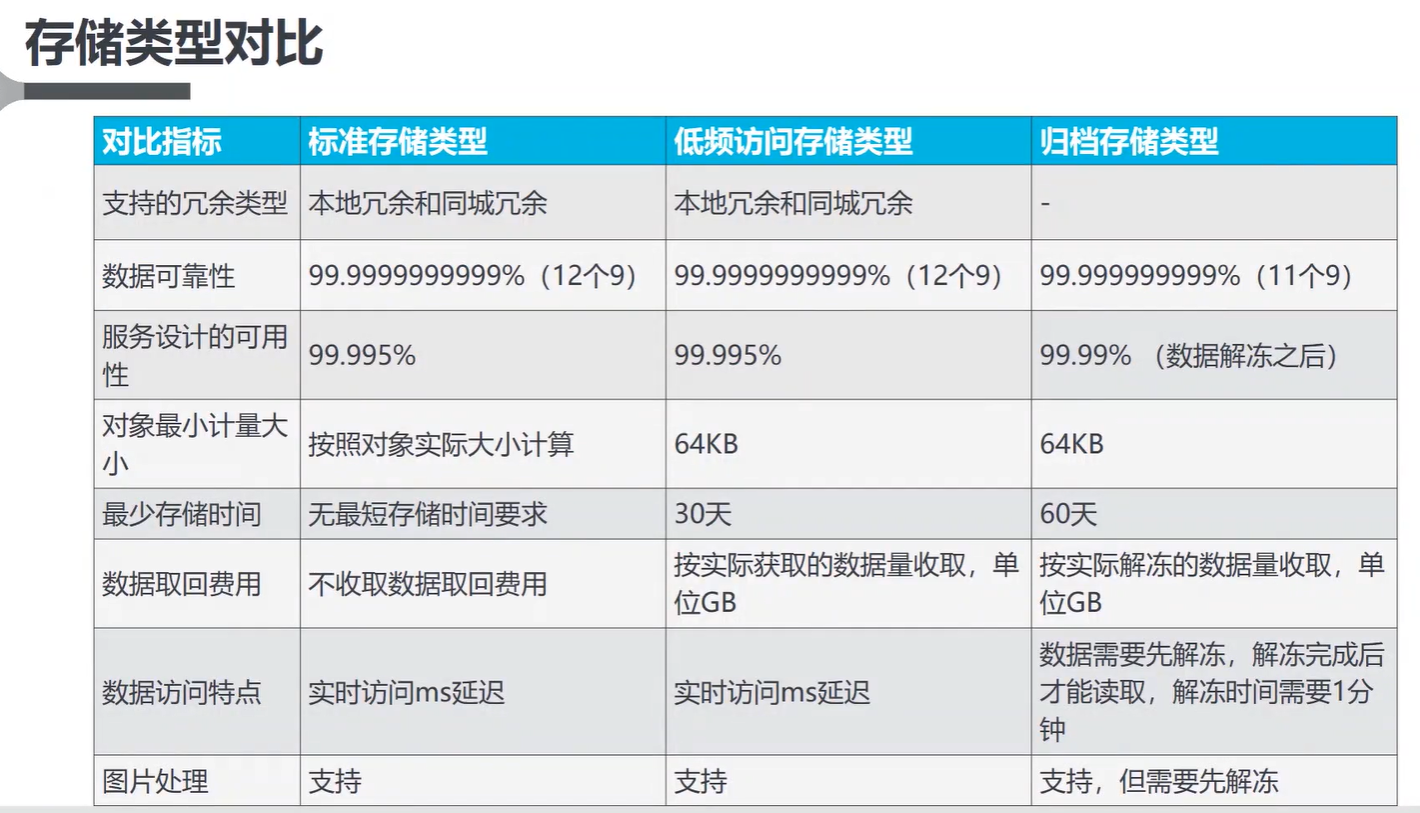 存储类型对比
对比指标 标准存储类型 低频访问存储类型 归档存储类型
支持的冗余类型 本地冗余和同城冗余 本地冗余和同城冗余 -
数据可靠性 99.9999999999%（12个9） 99.9999999999%（12个9） 99.999999999%（11个9）
服务设计的可用
性
99.995% 99.995% 99.99% （数据解冻之后）
对象最小计量大
小
按照对象实际大小计算 64KB 64KB
最少存储时间 无最短存储时间要求 30天 60天
数据取回费用 不收取数据取回费用
按实际获取的数据量收取，单
位GB
按实际解冻的数据量收取，单
位GB
数据访问特点 实时访问ms延迟 实时访问ms延迟
数据需要先解冻，解冻完成后
才能读取，解冻时间需要1分
钟
图片处理 支持 支持 支持，但需要先解冻